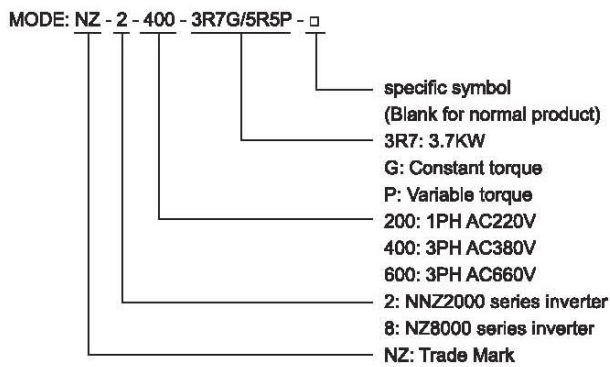 MODE: NZ - 2 - 400 - 3R7G/5R5P - □
specific symbol
(Blank for normal product)
3R7: 3.7KW
G: Constant torque
P: Variable torque
200: 1PH AC220V
400: 3PH AC380V
600: 3PH AC660V
2: NNZ2000 series inverter
8: NZ8000 series inverter
NZ: Trade Mark